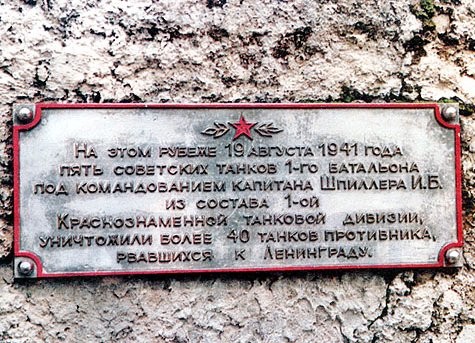 На этом рубеже 19 августа 1941 года
пять советских танков 1-го батальона
под командованием капитана Шпиллера И.Б.
из состава 1-ой
Краснознаменной танковой дивизии,
уничтожили более 40 танков противника,
рвавшихся к Ленинграду.